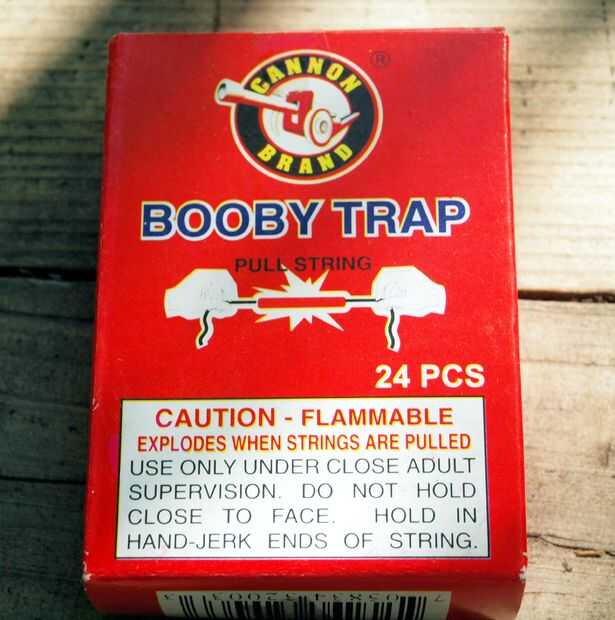 CANNON
®
BRAND
BOOBY TRAP
PULL STRING
24 PCS
CAUTION - FLAMMABLE
EXPLODES WHEN STRINGS ARE PULLED
USE ONLY UNDER CLOSE ADULT
SUPERVISION. DO NOT HOLD
CLOSE TO FACE. HOLD IN
HAND-JERK ENDS OF STRING.